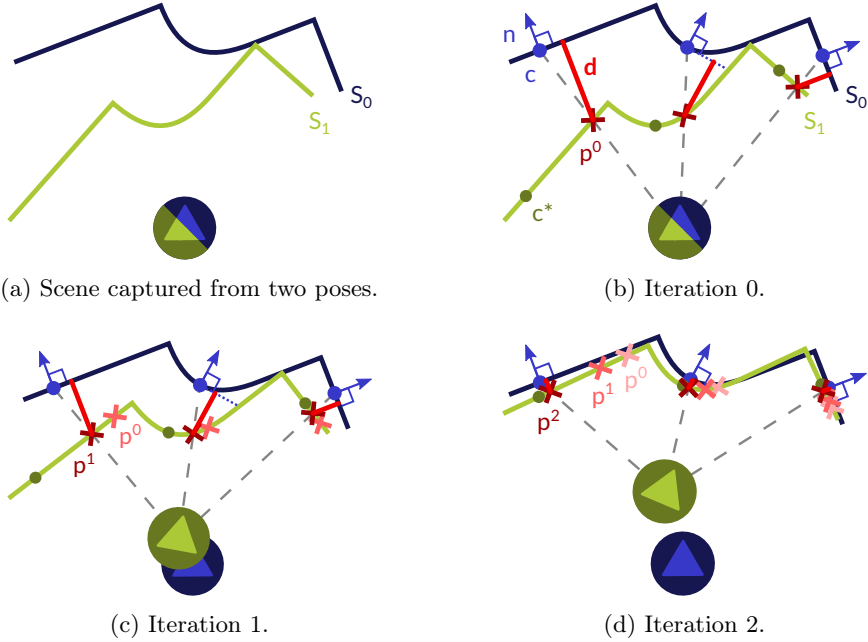 S₀
S₁
(a) Scene captured from two poses.
n
c
d
p⁰
c*
S₀
S₁
(b) Iteration 0.
p⁰
p¹
(c) Iteration 1.
p²
p¹
p⁰
(d) Iteration 2.